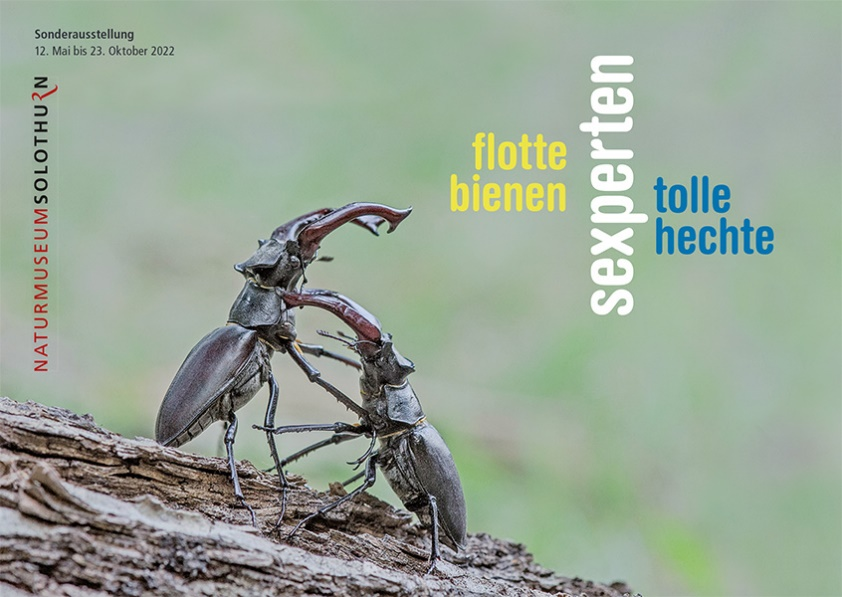 Sonderausstellung
12. Mai bis 23. Oktober 2022
NATURMUSEUMSOLOTHURN
flotte
bienen
sexperten
tolle
hechte